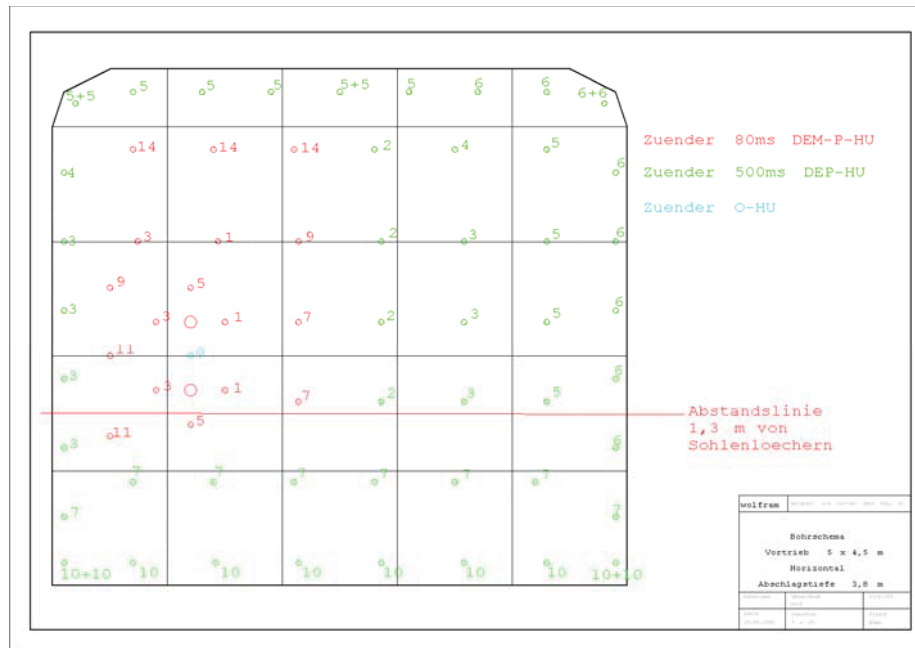 5+5 5 5 5 5+5 5 6 6 6+6
14 14 14 2 4 5
Zuender 80ms DEM-P-HU
4 6
Zuender 500ms DEP-HU
Zuender O-HU
3 3 1 9 2 3 5 6
9 5
3 3 1 7 2 3 5 6
11 0
3 3 1 7 2 3 5 6
Abstandslinie
1,3 m von
Sohlenloechern
3 11 5 6
7 7 7 7 7 7
7 7
10+10 10 10 10 10 10 10+10
wolfram
Bohrschema
Vortrieb 5 x 4,5 m
Horizontal
Abschlagstiefe 3,8 m